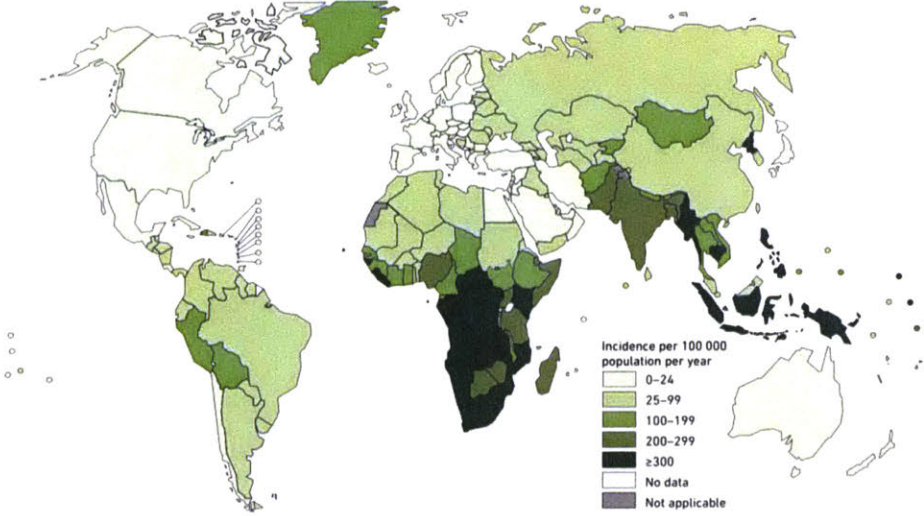 Incidence per 100 000
population per year
0–24
25–99
100–199
200–299
≥300
No data
Not applicable